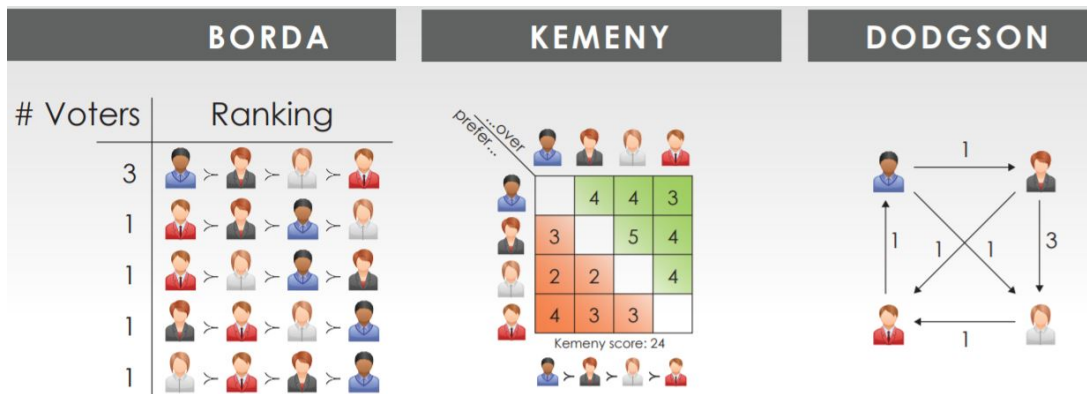 BORDA
# Voters Ranking
3 > > >
1 > > >
1 > > >
1 > > >
1 > > >
KEMENY
...over
prefer...
4 4 3
3 5 4
2 2 4
4 3 3
Kemeny score: 24
> > >
DODGSON
1
1 1 1 3
1